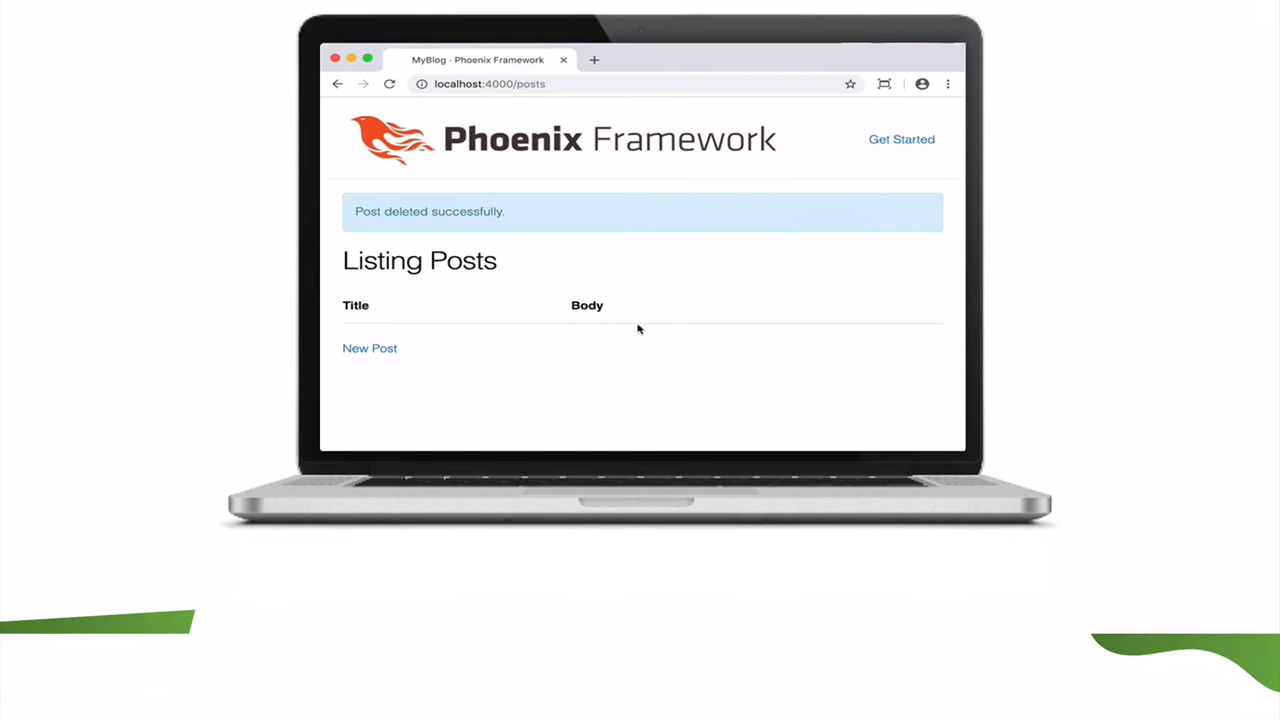 MyBlog · Phoenix Framework
localhost:4000/posts
Phoenix Framework
Get Started
Post deleted successfully.
Listing Posts
Title Body
New Post